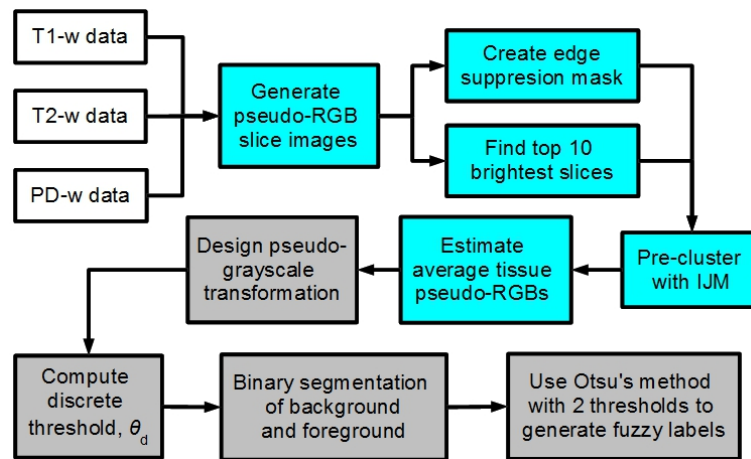 T1-w data
T2-w data
PD-w data
Generate
pseudo-RGB
slice images
Create edge
suppresion mask
Find top 10
brightest slices
Pre-cluster
with IJM
Estimate
average tissue
pseudo-RGBs
Design pseudo-
grayscale
transformation
Compute
discrete
threshold, θd
Binary segmentation
of background
and foreground
Use Otsu's method
with 2 thresholds to
generate fuzzy labels